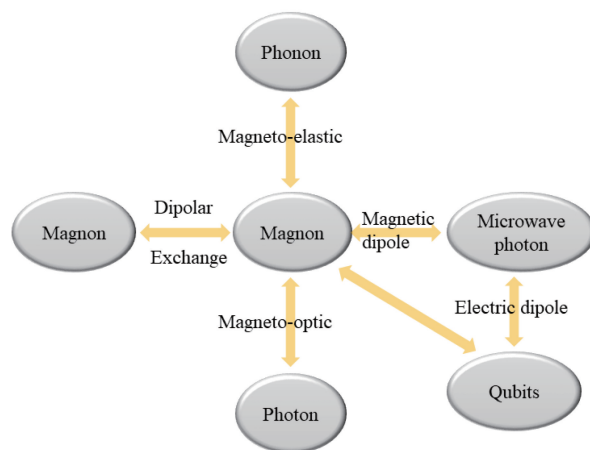 Phonon
Magneto-elastic
Magnon
Dipolar
Exchange
Magnon
Magnetic
dipole
Microwave
photon
Magneto-optic
Electric dipole
Photon
Qubits